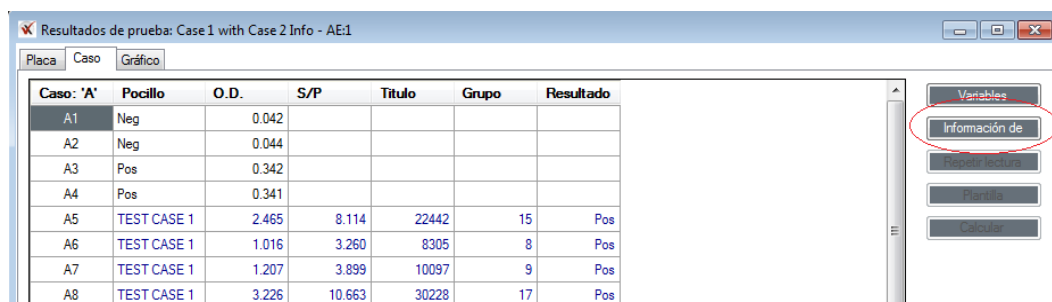 Resultados de prueba: Case 1 with Case 2 Info - AE:1
Placa Caso Gráfico
Caso: 'A' Pocillo O.D. S/P Titulo Grupo Resultado
A1 Neg 0.042
A2 Neg 0.044
A3 Pos 0.342
A4 Pos 0.341
A5 TEST CASE 1 2.465 8.114 22442 15 Pos
A6 TEST CASE 1 1.016 3.260 8305 8 Pos
A7 TEST CASE 1 1.207 3.899 10097 9 Pos
A8 TEST CASE 1 3.226 10.663 30228 17 Pos
Variables
Información de
Repetir lectura
Plantilla
Calcular